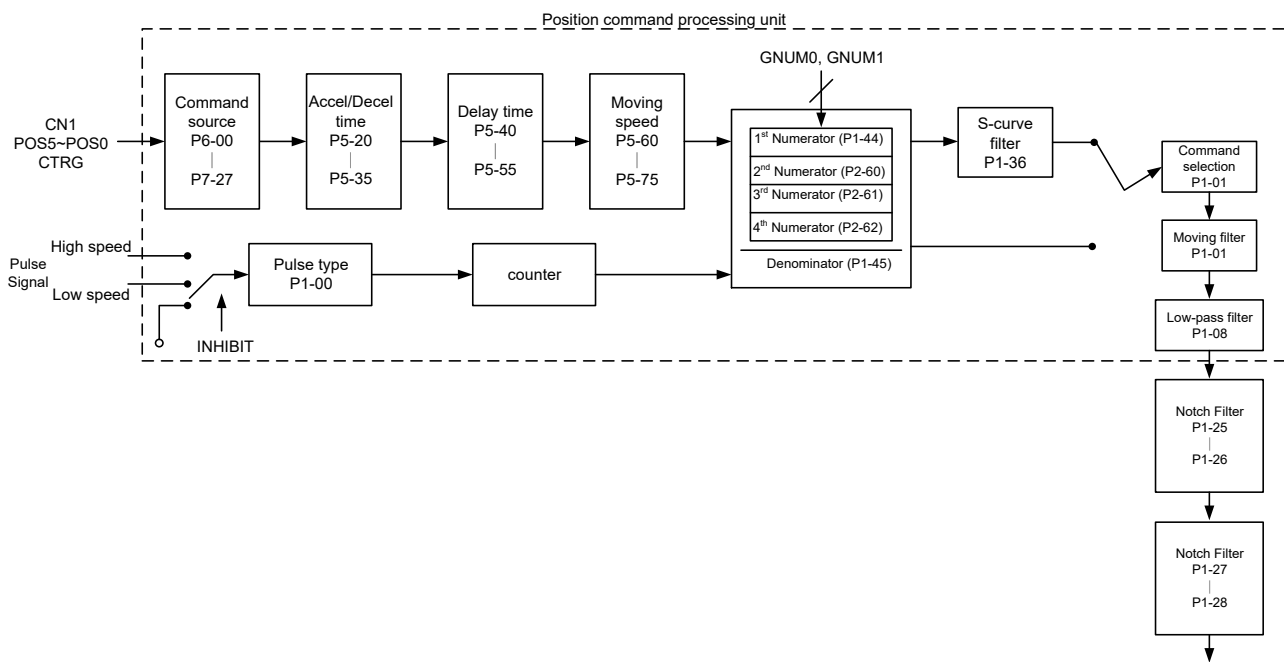 Position command processing unit
GNUM0, GNUM1
CN1
POS5~POS0
CTRG
Command
source
P6-00
P7-27
Accel/Decel
time
P5-20
P5-35
Delay time
P5-40
P5-55
Moving
speed
P5-60
P5-75
1st Numerator (P1-44)
2nd Numerator (P2-60)
3rd Numerator (P2-61)
4th Numerator (P2-62)
Denominator (P1-45)
S-curve
filter
P1-36
Command
selection
P1-01
Moving filter
P1-01
Low-pass filter
P1-08
High speed
Pulse
Signal
Low speed
INHIBIT
Pulse type
P1-00
counter
Notch Filter
P1-25
P1-26
Notch Filter
P1-27
P1-28